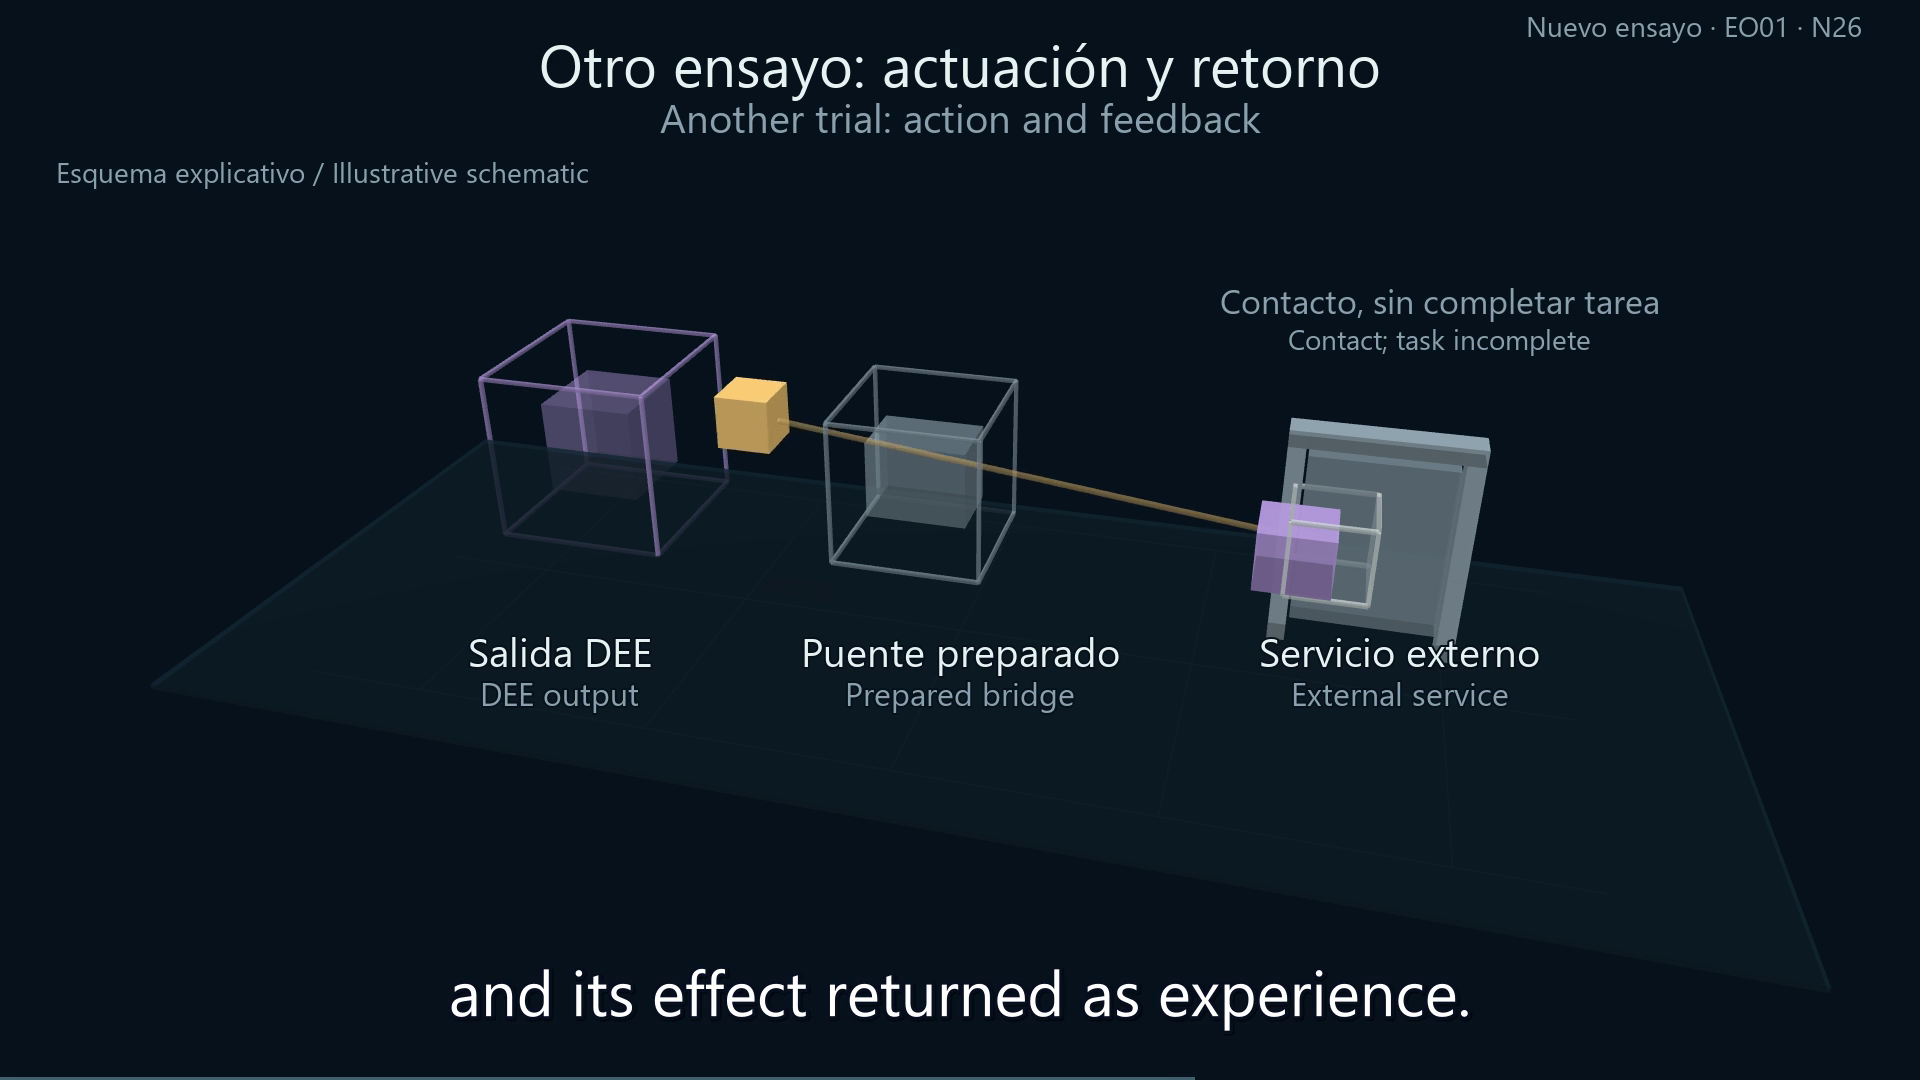 Nuevo ensayo · EO01 · N26
Otro ensayo: actuación y retorno
Another trial: action and feedback
Esquema explicativo / Illustrative schematic
Contacto, sin completar tarea
Contact; task incomplete
Salida DEE
DEE output
Puente preparado
Prepared bridge
Servicio externo
External service
and its effect returned as experience.